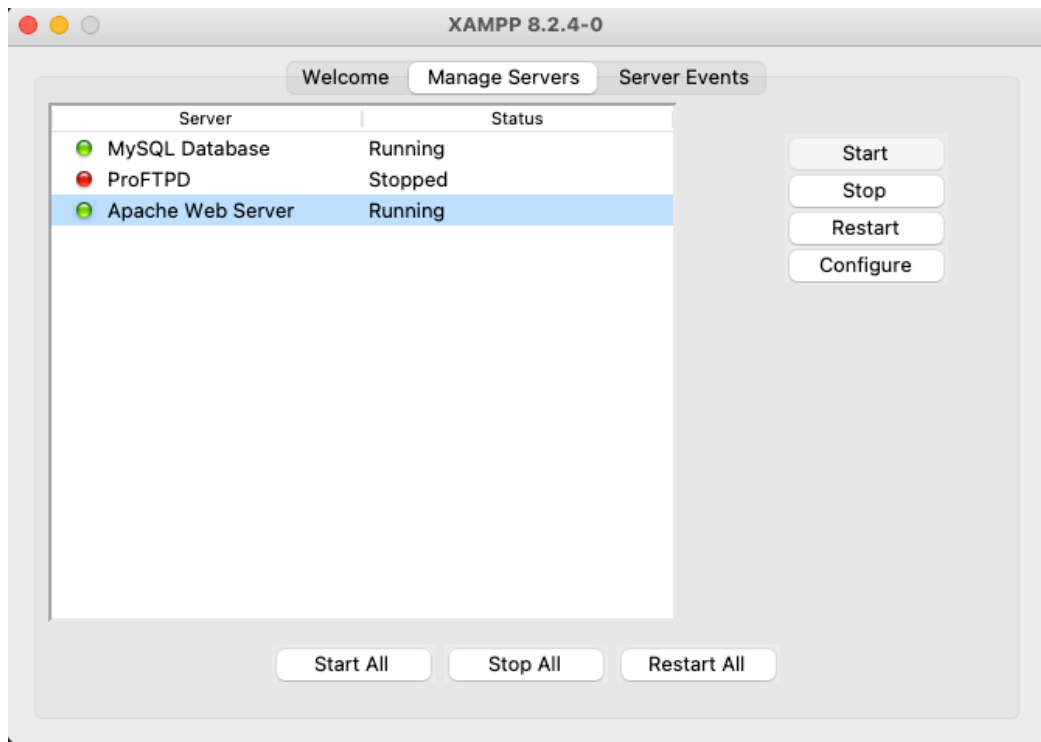 XAMPP 8.2.4-0
Welcome Manage Servers Server Events
Server Status
MySQL Database Running
ProFTPD Stopped
Apache Web Server Running
Start
Stop
Restart
Configure
Start All Stop All Restart All